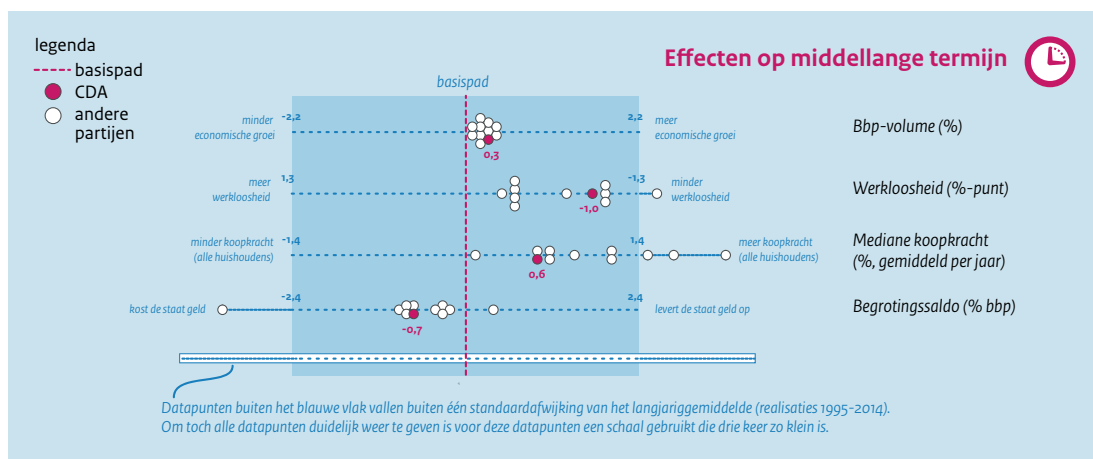 legenda
basispad
CDA
andere
partijen
Effecten op middellange termijn
basispad
minder
economische groei
-2,2
2,2
meer
economische groei
Bbp-volume (%)
0,3
meer
werkloosheid
1,3
-1,3
minder
werkloosheid
Werkloosheid (%-punt)
-1,0
minder koopkracht
(alle huishoudens)
-1,4
1,4
meer koopkracht
(alle huishoudens)
Mediane koopkracht
(%, gemiddeld per jaar)
0,6
kost de staat geld
-2,4
2,4
levert de staat geld op
Begrotingssaldo (% bbp)
-0,7
Datapunten buiten het blauwe vlak vallen buiten één standaardafwijking van het langjariggemiddelde (realisaties 1995-2014).
Om toch alle datapunten duidelijk weer te geven is voor deze datapunten een schaal gebruikt die drie keer zo klein is.